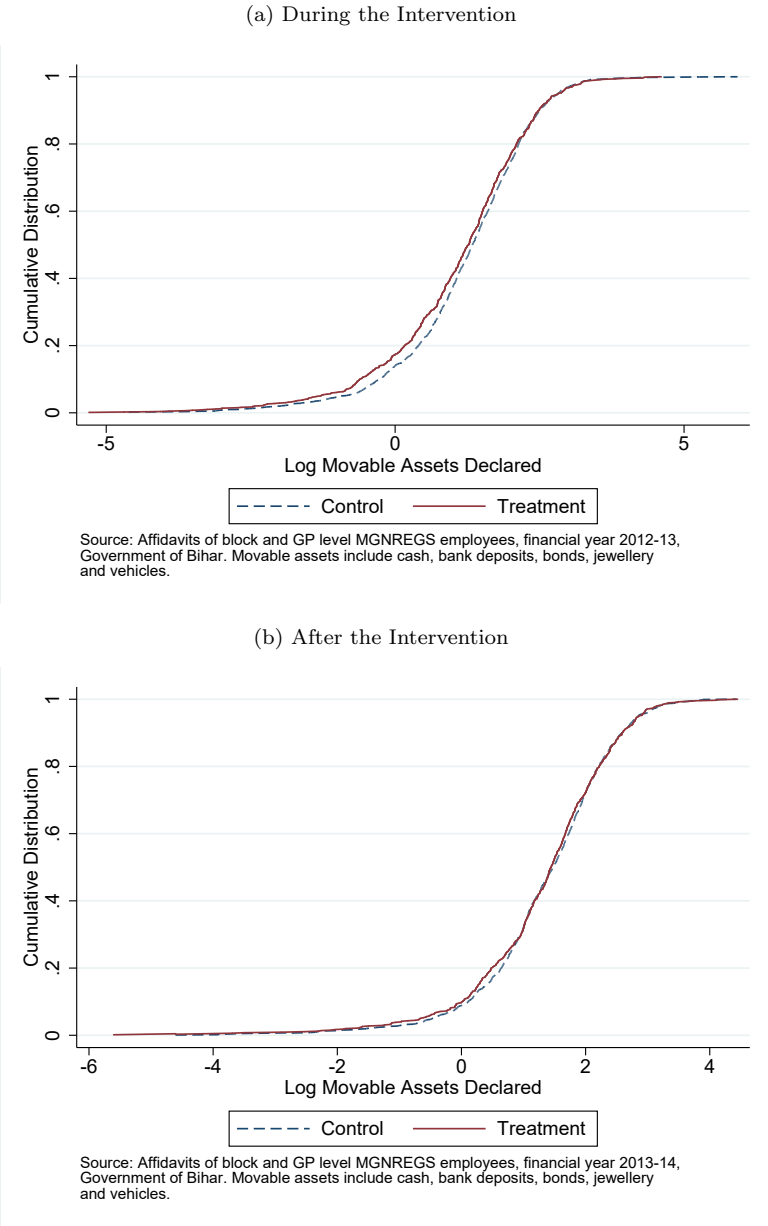 (a) During the Intervention
Cumulative Distribution
1
.8
.6
.4
.2
0
-5 0 5
Log Movable Assets Declared
Control Treatment
Source: Affidavits of block and GP level MGNREGS employees, financial year 2012-13,
Government of Bihar. Movable assets include cash, bank deposits, bonds, jewellery
and vehicles.
(b) After the Intervention
Cumulative Distribution
1
.8
.6
.4
.2
0
-6 -4 -2 0 2 4
Log Movable Assets Declared
Control Treatment
Source: Affidavits of block and GP level MGNREGS employees, financial year 2013-14,
Government of Bihar. Movable assets include cash, bank deposits, bonds, jewellery
and vehicles.